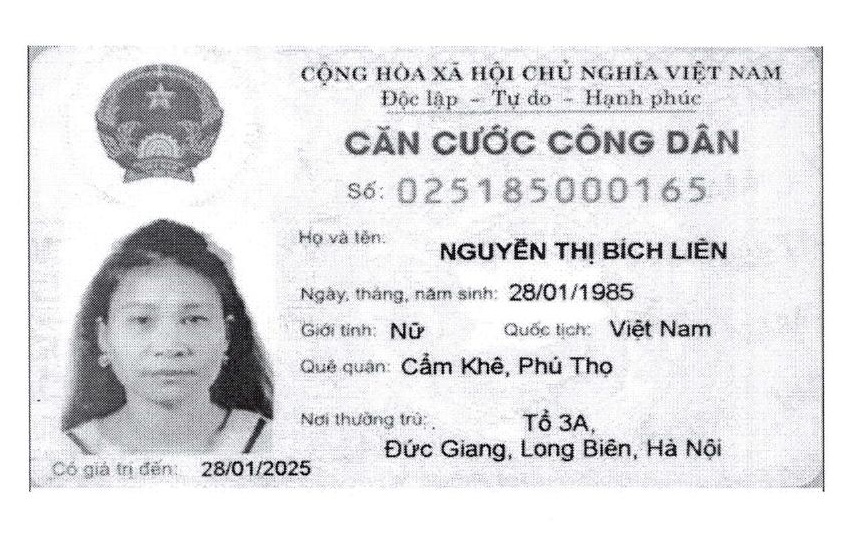 CỘNG HÒA XÃ HỘI CHỦ NGHĨA VIỆT NAM
Độc lập - Tự do - Hạnh phúc
CĂN CƯỚC CÔNG DÂN
Số: 025185000165
Họ và tên:
NGUYỄN THỊ BÍCH LIÊN
Ngày, tháng, năm sinh: 28/01/1985
Giới tính: Nữ Quốc tịch: Việt Nam
Quê quán: Cẩm Khê, Phú Thọ
Nơi thường trú: Tổ 3A,
Đức Giang, Long Biên, Hà Nội
Có giá trị đến: 28/01/2025